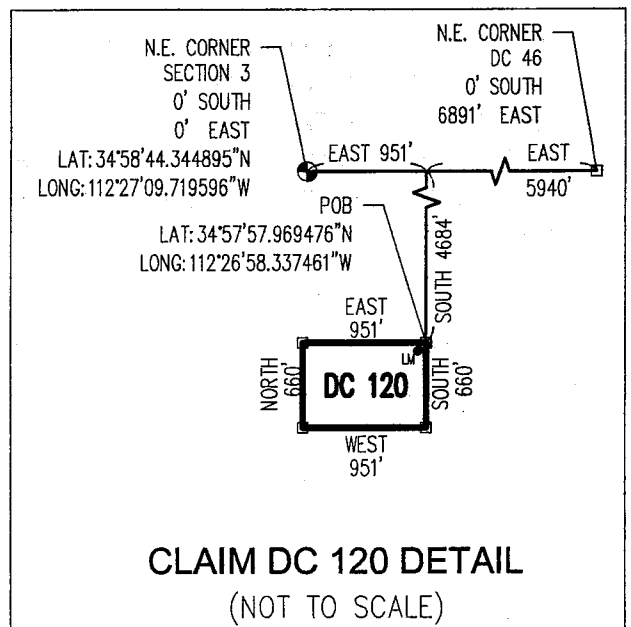 N.E. CORNER
SECTION 3
0' SOUTH
0' EAST
LAT: 34°58'44.344895"N
LONG: 112°27'09.719596"W
N.E. CORNER
DC 46
0' SOUTH
6891' EAST
EAST 951'
EAST
5940'
POB
LAT: 34°57'57.969476"N
LONG: 112°26'58.337461"W
SOUTH 4684'
EAST
951'
NORTH
660'
DC 120
LM
SOUTH
660'
WEST
951'
CLAIM DC 120 DETAIL
(NOT TO SCALE)